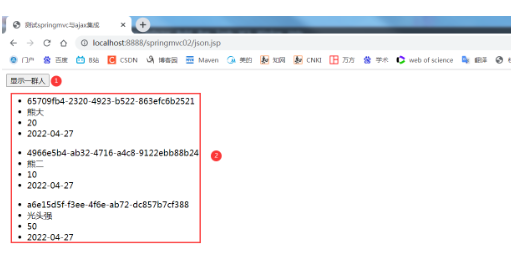 测试springmvc与ajax集成
localhost:8888/springmvc02/json.jsp
门户 百度 816 CSDN 博客园 Maven 美的 知网 CNKI 万方 学术 web of science 翻译
显示一群人 1
65709fb4-2320-4923-b522-863efc6b2521
熊大
20
2022-04-27
4966e5b4-ab32-4716-a4c8-9122ebb88b24
2
熊二
10
2022-04-27
a6e15d5f-f3ee-4f6e-ab72-dc857b7cf388
光头强
50
2022-04-27